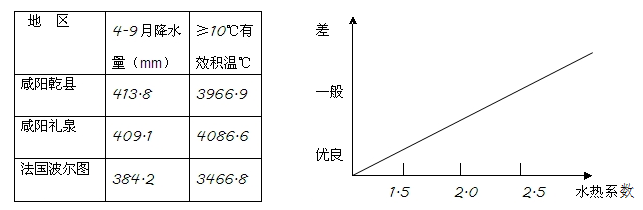 地 区
4-9月降水
量（mm）
≥10℃有
效积温℃
咸阳乾县 413·8 3966·9
咸阳礼泉 409·1 4086·6
法国波尔图 384·2 3466·8
差
一般
优良
1·5 2·0 2·5 水热系数